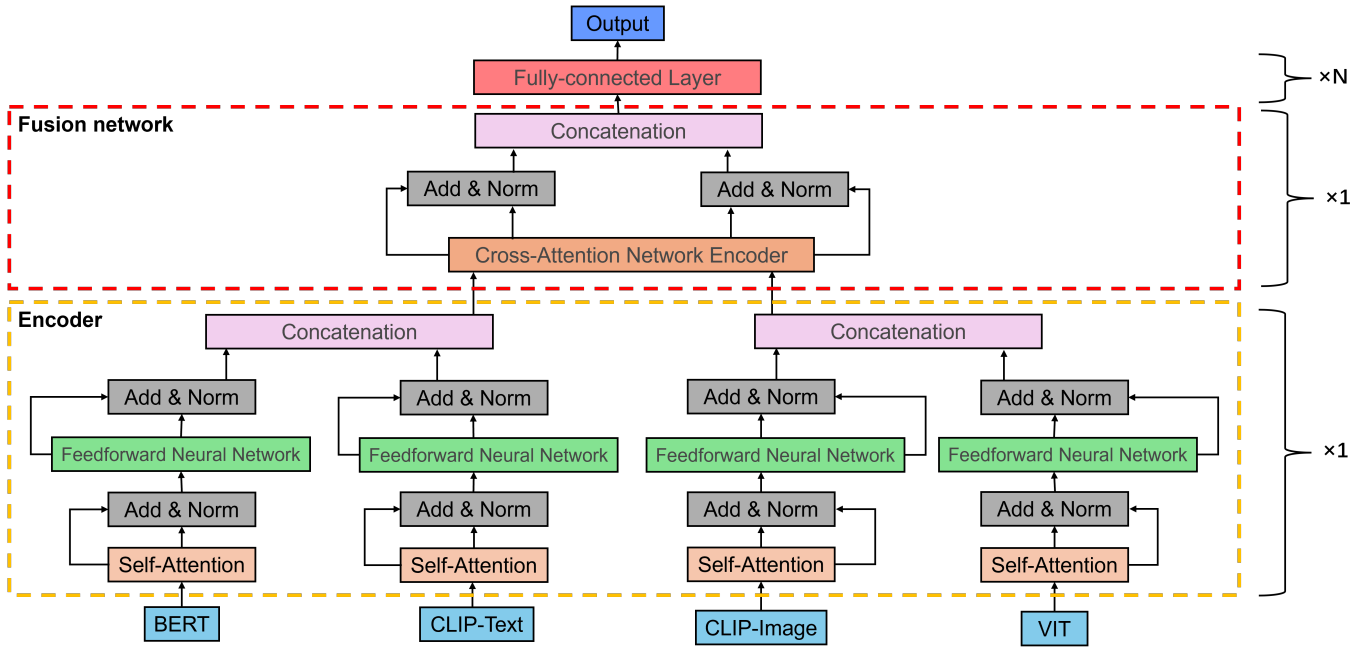 Output
Fully-connected Layer
×N
Fusion network
Concatenation
Add & Norm
Add & Norm
×1
Cross-Attention Network Encoder
Encoder
Concatenation
Concatenation
Add & Norm
Add & Norm
Add & Norm
Add & Norm
Feedforward Neural Network
Feedforward Neural Network
Feedforward Neural Network
Feedforward Neural Network
×1
Add & Norm
Add & Norm
Add & Norm
Add & Norm
Self-Attention
Self-Attention
Self-Attention
Self-Attention
BERT
CLIP-Text
CLIP-Image
VIT